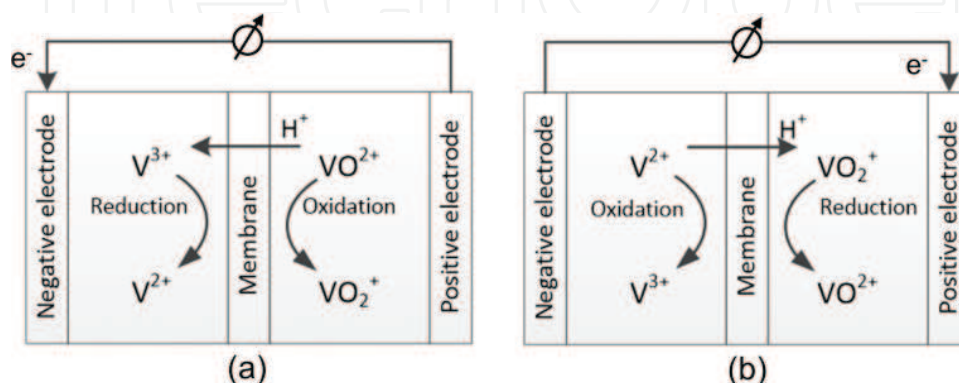 e⁻
Negative electrode
V³⁺
Reduction
V²⁺
Membrane
H⁺
VO²⁺
Oxidation
VO₂⁺
Positive electrode
(a)
e⁻
Negative electrode
V²⁺
Oxidation
V³⁺
Membrane
H⁺
VO₂⁺
Reduction
VO²⁺
Positive electrode
(b)